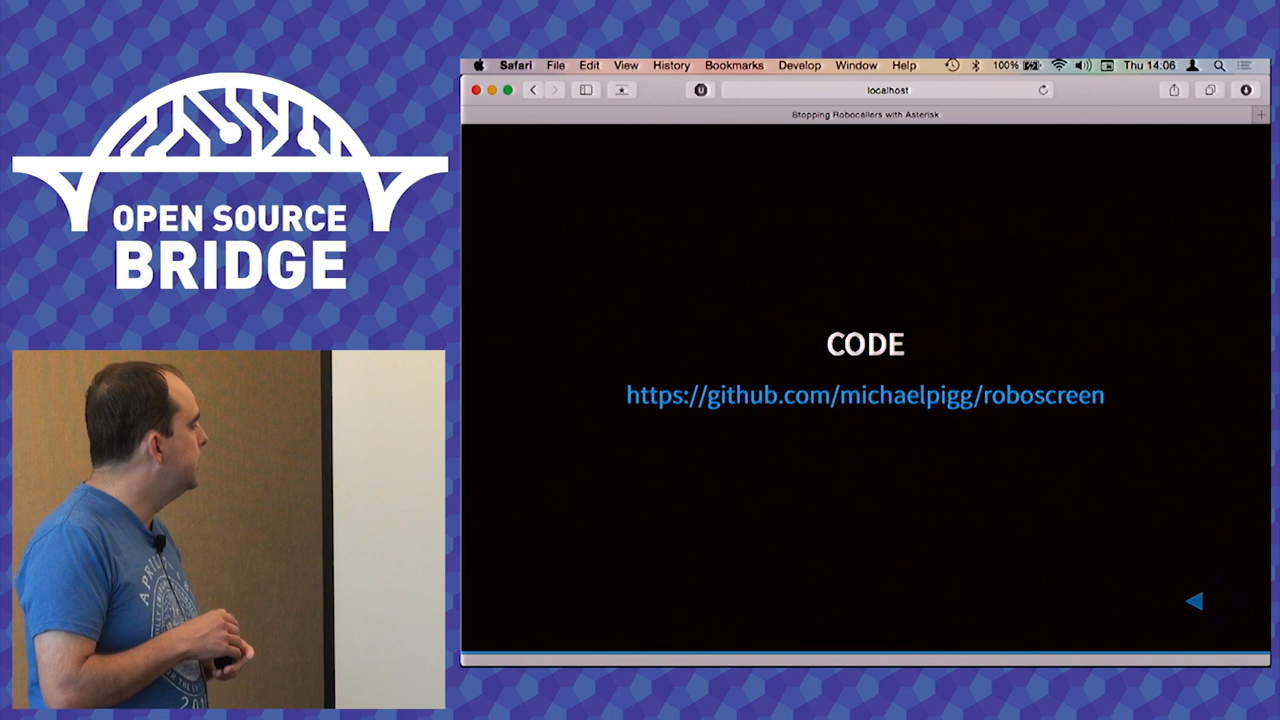 OPEN SOURCE
BRIDGE
Safari File Edit View History Bookmarks Develop Window Help 100% Thu 14:06
localhost
Stopping Robocallers with Asterisk
CODE
https://github.com/michaelpigg/roboscreen